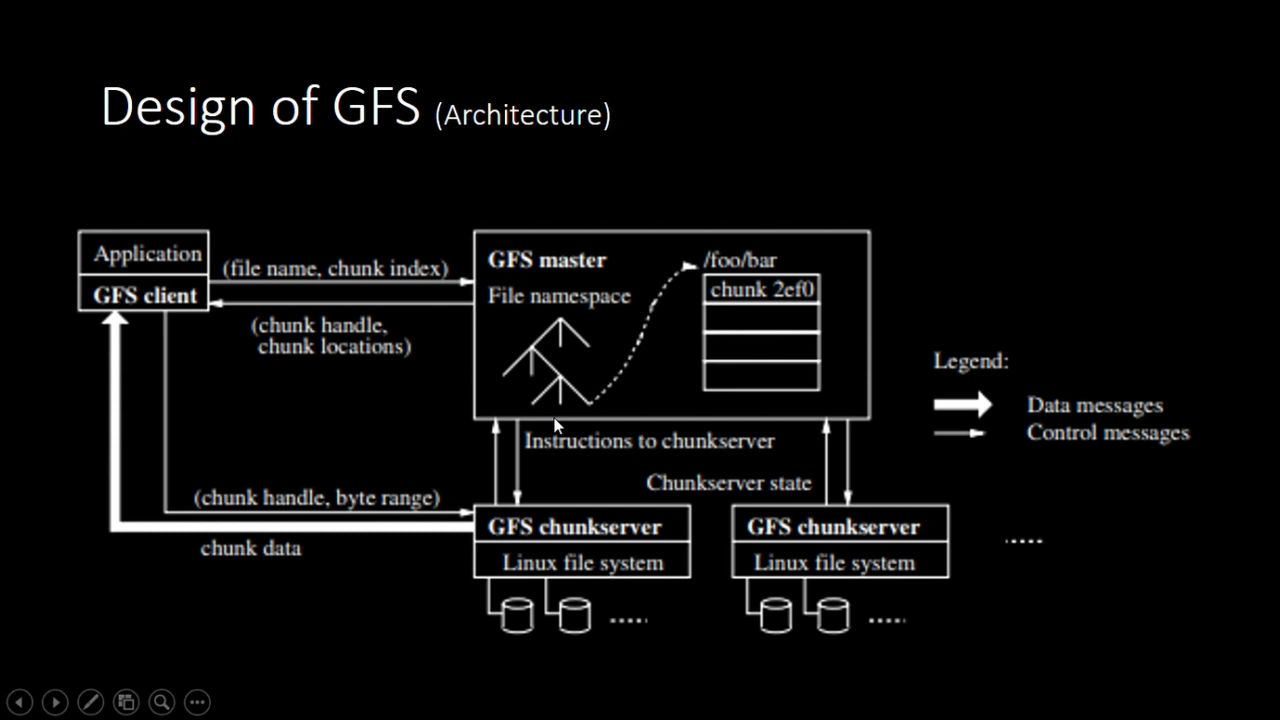 Design of GFS (Architecture)
Application
GFS client
(file name, chunk index)
(chunk handle,
chunk locations)
GFS master
File namespace
/foo/bar
chunk 2ef0
Legend:
Data messages
Control messages
Instructions to chunkserver
Chunkserver state
(chunk handle, byte range)
chunk data
GFS chunkserver
Linux file system
GFS chunkserver
Linux file system